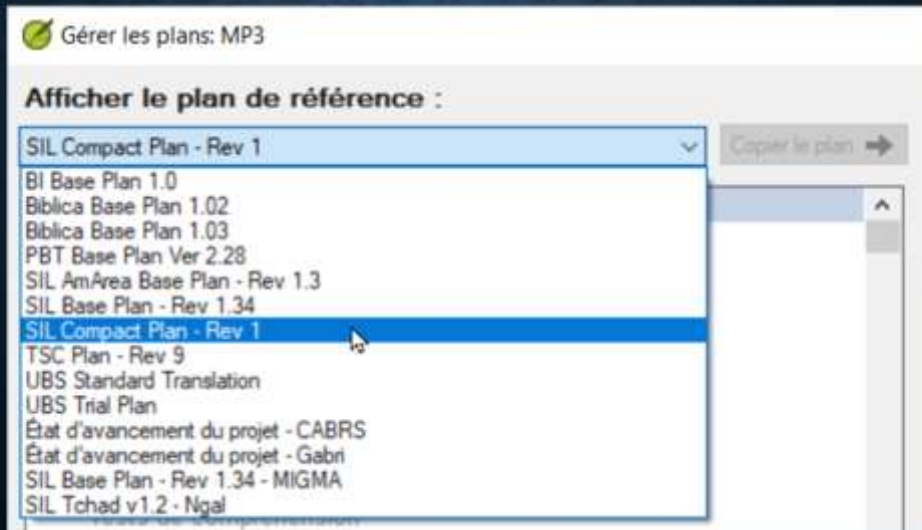 Gérer les plans: MP3
Afficher le plan de référence :
SIL Compact Plan - Rev 1
Copier le plan
BI Base Plan 1.0
Biblica Base Plan 1.02
Biblica Base Plan 1.03
PBT Base Plan Ver 2.28
SIL AmArea Base Plan - Rev 1.3
SIL Base Plan - Rev 1.34
SIL Compact Plan - Rev 1
TSC Plan - Rev 9
UBS Standard Translation
UBS Trial Plan
État d'avancement du projet - CABRS
État d'avancement du projet - Gabri
SIL Base Plan - Rev 1.34 - MIGMA
SIL Tchad v1.2 - Ngal